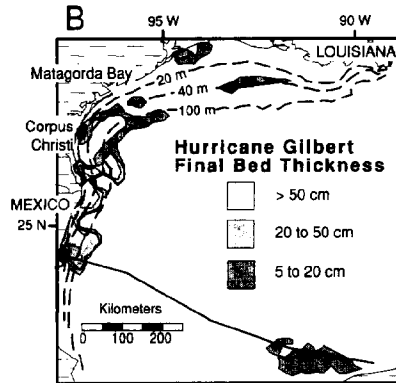 B
95 W
90 W
LOUISIANA
Matagorda Bay
20 m
40 m
100 m
Corpus
Christi
Hurricane Gilbert
Final Bed Thickness
> 50 cm
MEXICO
25 N
20 to 50 cm
5 to 20 cm
Kilometers
0 100 200